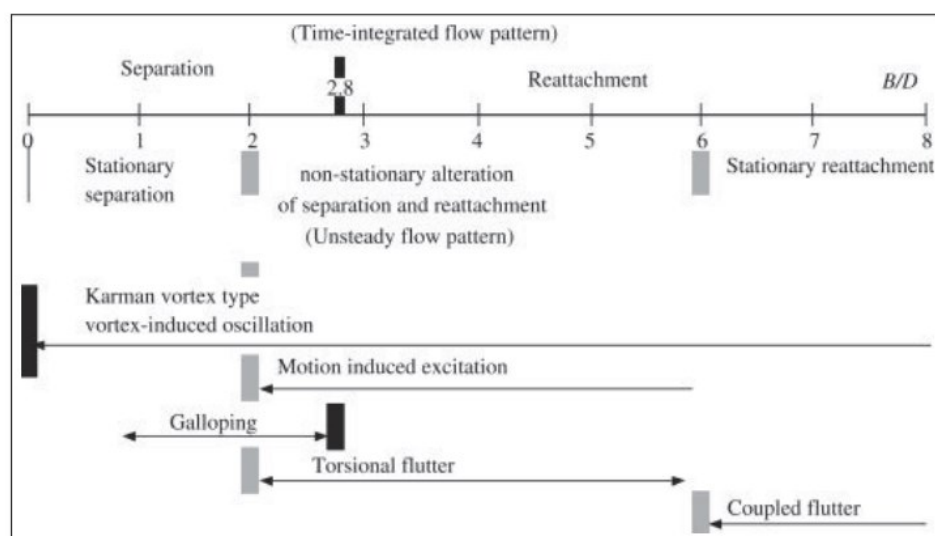 (Time-integrated flow pattern)
Separation
2.8
Reattachment
B/D
0 1 2 3 4 5 6 7 8
Stationary
separation
non-stationary alteration
of separation and reattachment
(Unsteady flow pattern)
Stationary reattachment
Karman vortex type
vortex-induced oscillation
Motion induced excitation
Galloping
Torsional flutter
Coupled flutter